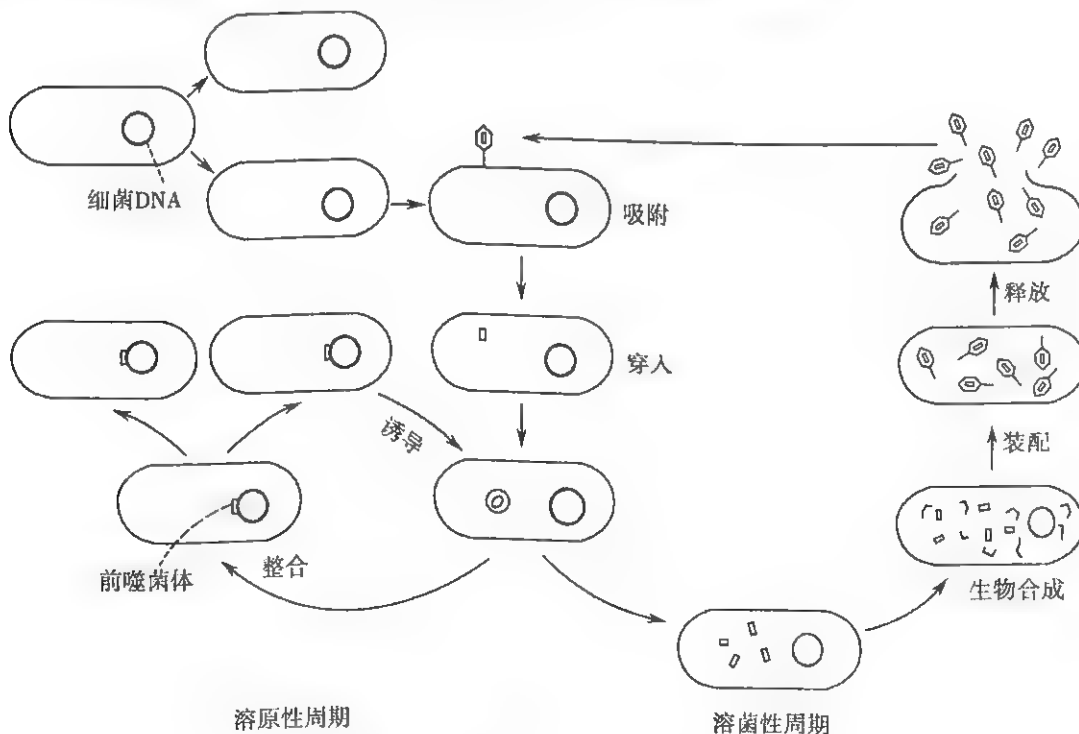 细菌DNA
吸附
释放
穿入
诱导
装配
前噬菌体
整合
生物合成
溶原性周期
溶菌性周期